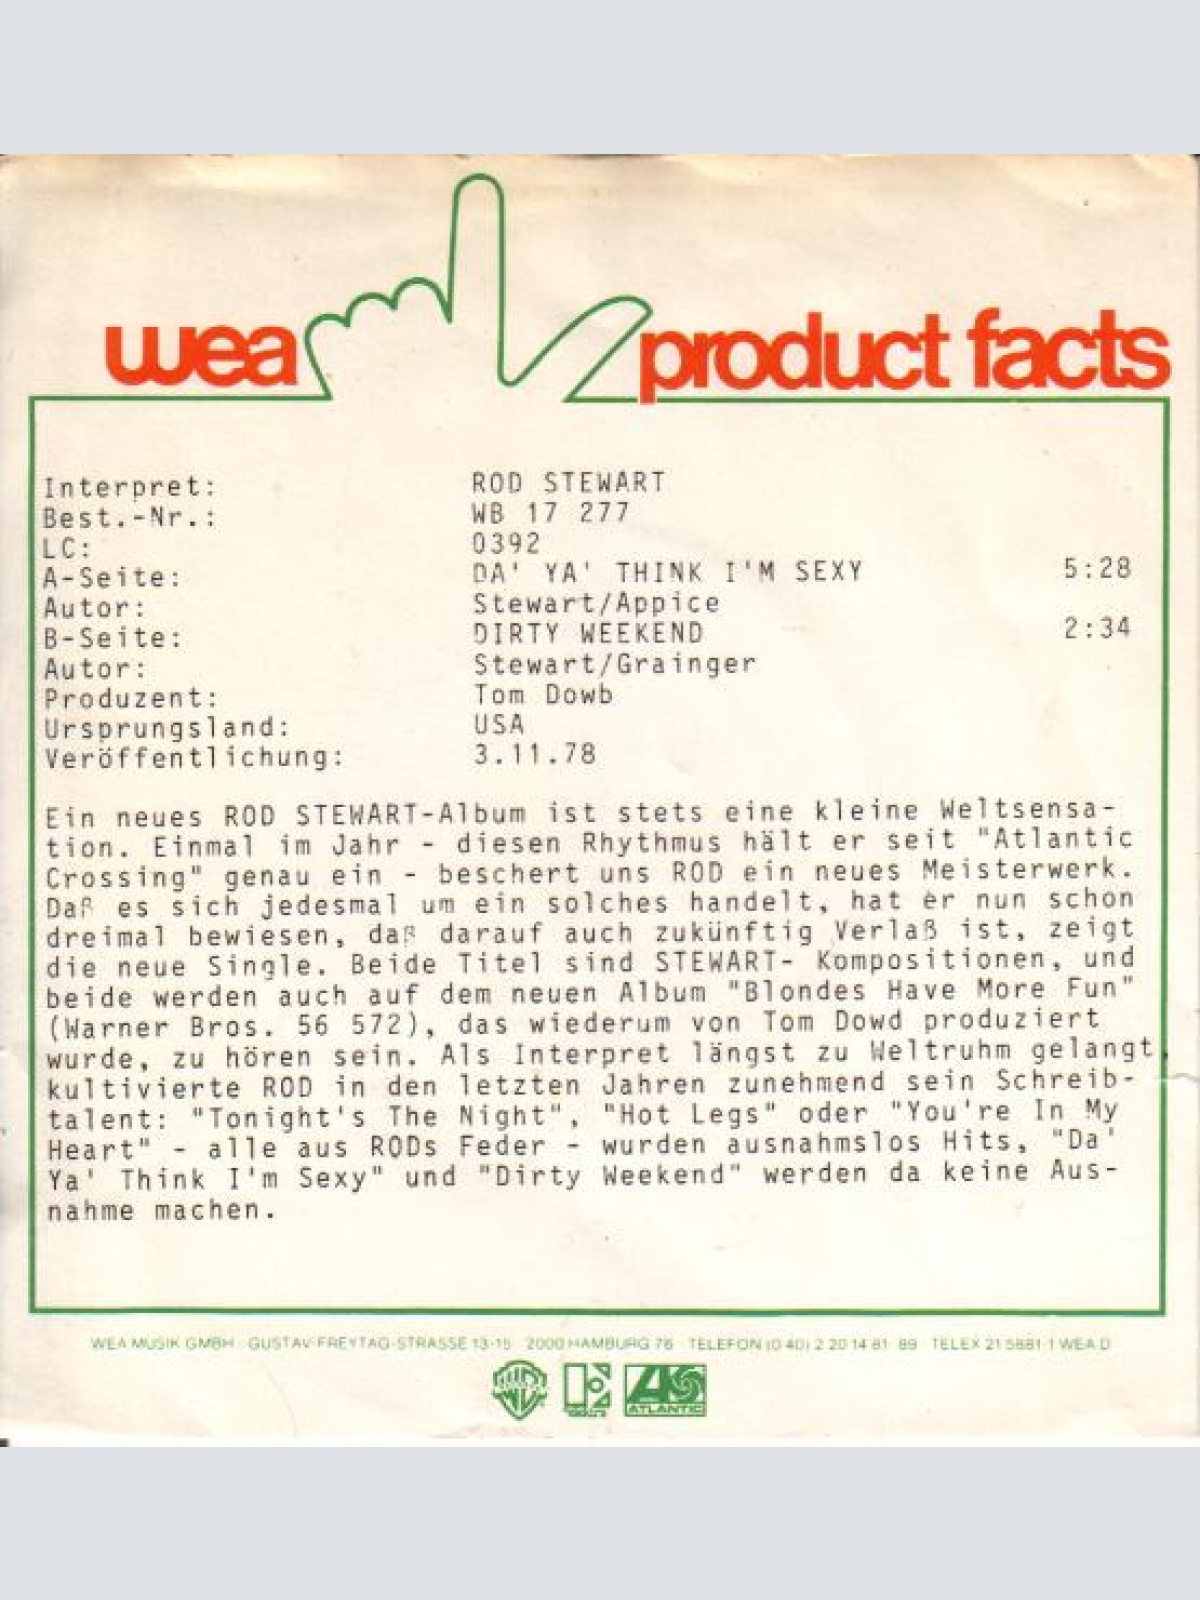 wea product facts
Interpret: ROD STEWART
Best.-Nr.: WB 17 277
LC: 0392
A-Seite: DA' YA' THINK I'M SEXY 5:28
Autor: Stewart/Appice
B-Seite: DIRTY WEEKEND 2:34
Autor: Stewart/Grainger
Produzent: Tom Dowb
Ursprungsland: USA
Veröffentlichung: 3.11.78
Ein neues ROD STEWART-Album ist stets eine kleine Weltsensa-
tion. Einmal im Jahr - diesen Rhythmus hält er seit "Atlantic
Crossing" genau ein - beschert uns ROD ein neues Meisterwerk.
Daß es sich jedesmal um ein solches handelt, hat er nun schon
dreimal bewiesen, daß darauf auch zukünftig Verlaß ist, zeigt
die neue Single. Beide Titel sind STEWART- Kompositionen, und
beide werden auch auf dem neuen Album "Blondes Have More Fun"
(Warner Bros. 56 572), das wiederum von Tom Dowd produziert
wurde, zu hören sein. Als Interpret längst zu Weltruhm gelangt,
kultivierte ROD in den letzten Jahren zunehmend sein Schreib-
talent: "Tonight's The Night", "Hot Legs" oder "You're In My
Heart" - alle aus RODs Feder - wurden ausnahmslos Hits, "Da'
Ya' Think I'm Sexy" und "Dirty Weekend" werden da keine Aus-
nahme machen.
WEA MUSIK GMBH · GUSTAV-FREYTAG-STRASSE 13-15 · 2000 HAMBURG 76 · TELEFON (0 40) 2 20 14 81-89 · TELEX 21 5881-1 WEA D
ATLANTIC